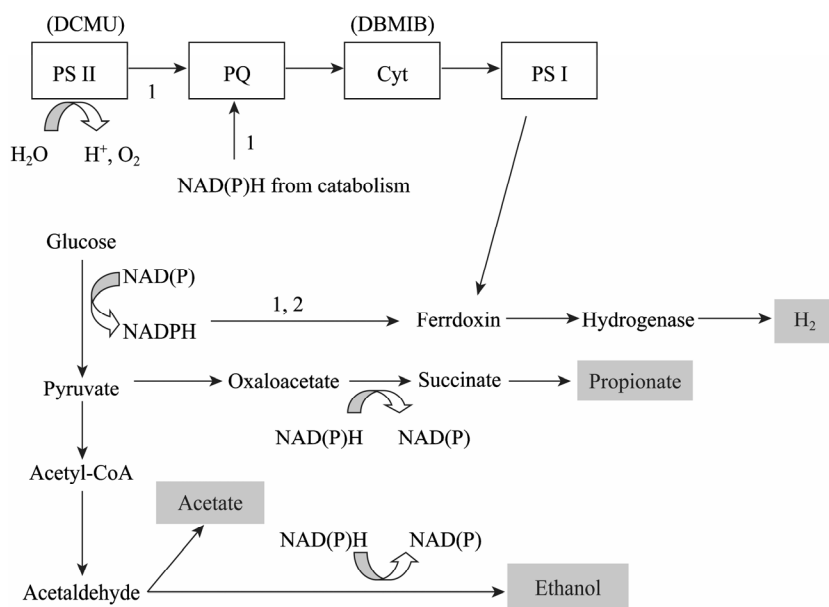 (DCMU) (DBMIB)
PS II PQ Cyt PS I
1
H₂O H⁺, O₂
1
NAD(P)H from catabolism
Glucose
NAD(P)
1, 2
NADPH Ferrdoxin Hydrogenase H₂
Pyruvate Oxaloacetate Succinate Propionate
NAD(P)H NAD(P)
Acetyl-CoA
Acetate
NAD(P)H NAD(P)
Acetaldehyde Ethanol